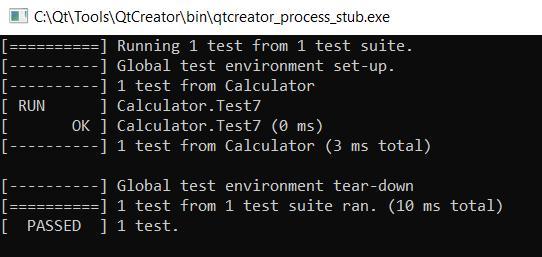 C:\Qt\Tools\QtCreator\bin\qtcreator_process_stub.exe
[==========] Running 1 test from 1 test suite.
[----------] Global test environment set-up.
[----------] 1 test from Calculator
[ RUN      ] Calculator.Test7
[       OK ] Calculator.Test7 (0 ms)
[----------] 1 test from Calculator (3 ms total)

[----------] Global test environment tear-down
[==========] 1 test from 1 test suite ran. (10 ms total)
[  PASSED  ] 1 test.